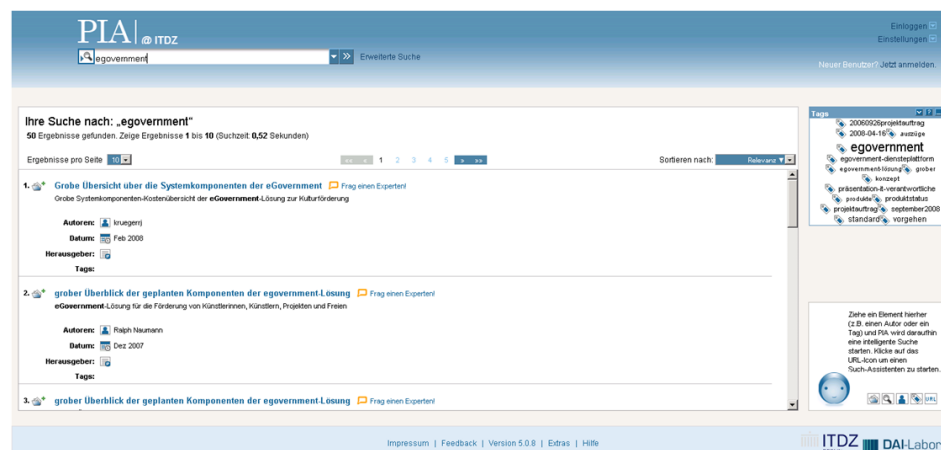 PIA| @ ITDZ
Einloggen
Einstellungen
egovernment
Erweiterte Suche
Neuer Benutzer? Jetzt anmelden.
Ihre Suche nach: „egovernment“
50 Ergebnisse gefunden. Zeige Ergebnisse 1 bis 10 (Suchzeit: 0,52 Sekunden)
Ergebnisse pro Seite 10
<< < 1 2 3 4 5 > >>
Sortieren nach: Relevanz
1. Grobe Übersicht über die Systemkomponenten der eGovernment Frag einen Experten!
Grobe Systemkomponenten-Kostenübersicht der eGovernment-Lösung zur Kulturförderung
Autoren: kruegerrj
Datum: Feb 2008
Herausgeber:
Tags:
2. grober Überblick der geplanten Komponenten der egovernment-Lösung Frag einen Experten!
eGovernment-Lösung für die Förderung von Künstlerinnen, Künstlern, Projekten und Freien
Autoren: Ralph Naumann
Datum: Dez 2007
Herausgeber:
Tags:
3. grober Überblick der geplanten Komponenten der egovernment-Lösung Frag einen Experten!
Tags
20060926projektauftrag
2008-04-16 auszüge
egovernment
egovernment-diensteplattform
egovernment-lösung grober
konzept
präsentation-it-verantwortliche
produkte produktstatus
projektauftrag september2008
standard vorgehen
Ziehe ein Element hierher
(z.B. einen Autor oder ein
Tag) und PIA wird daraufhin
eine intelligente Suche
starten. Klicke auf das
URL-Icon um einen
Such-Assistenten zu starten.
URL
Impressum | Feedback | Version 5.0.8 | Extras | Hilfe
ITDZ DAI-Labor